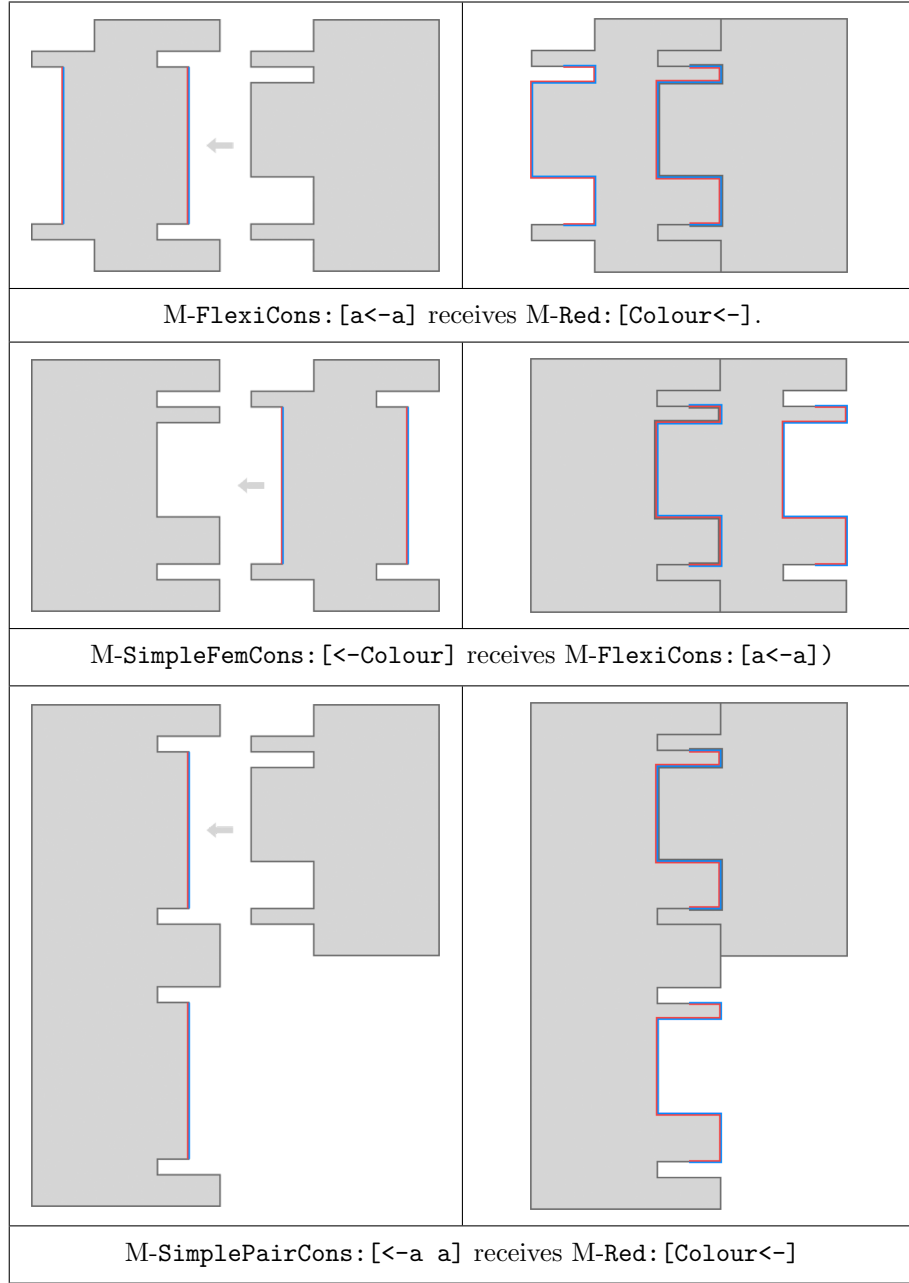 M-FlexiCons:[a<-a] receives M-Red:[Colour<-].
M-SimpleFemCons:[<-Colour] receives M-FlexiCons:[a<-a])
M-SimplePairCons:[<-a a] receives M-Red:[Colour<-]